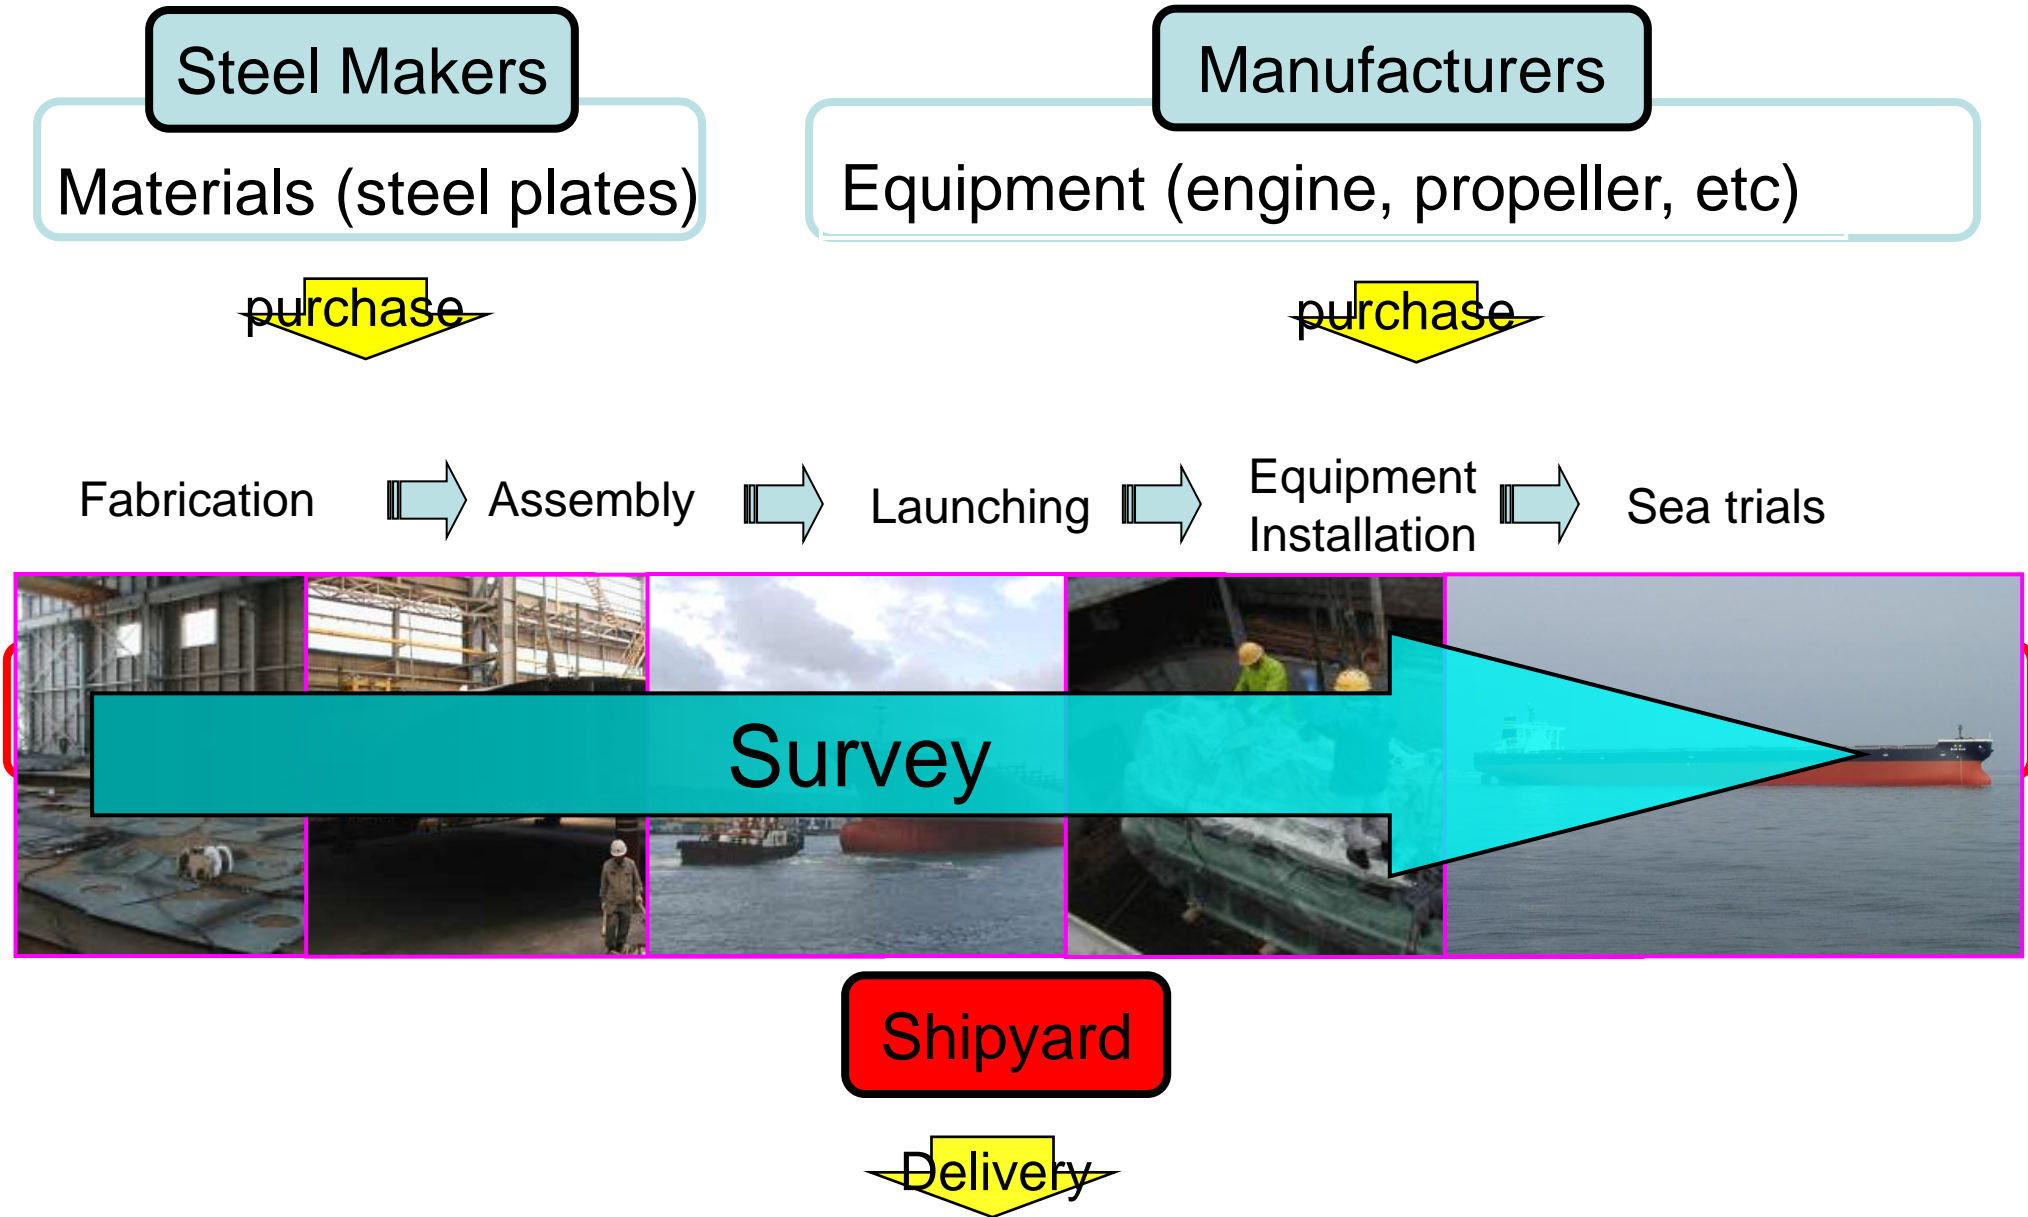 Steel Makers
Manufacturers
Materials (steel plates)
Equipment (engine, propeller, etc)
purchase
purchase
Fabrication
Assembly
Launching
Equipment
Installation
Sea trials
Survey
Shipyard
Delivery